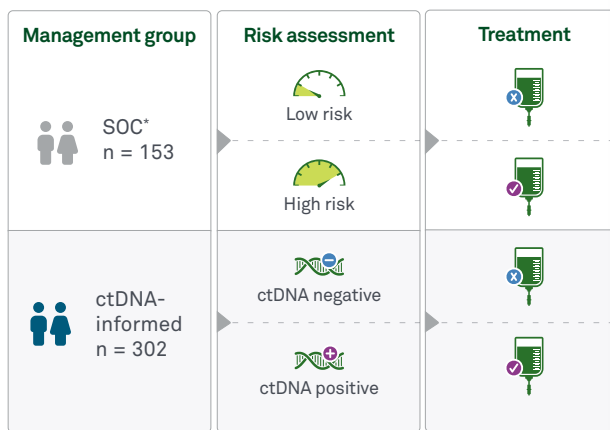 Management group
Risk assessment
Treatment
SOC*
n = 153
Low risk
High risk
ctDNA-
informed
n = 302
ctDNA negative
ctDNA positive